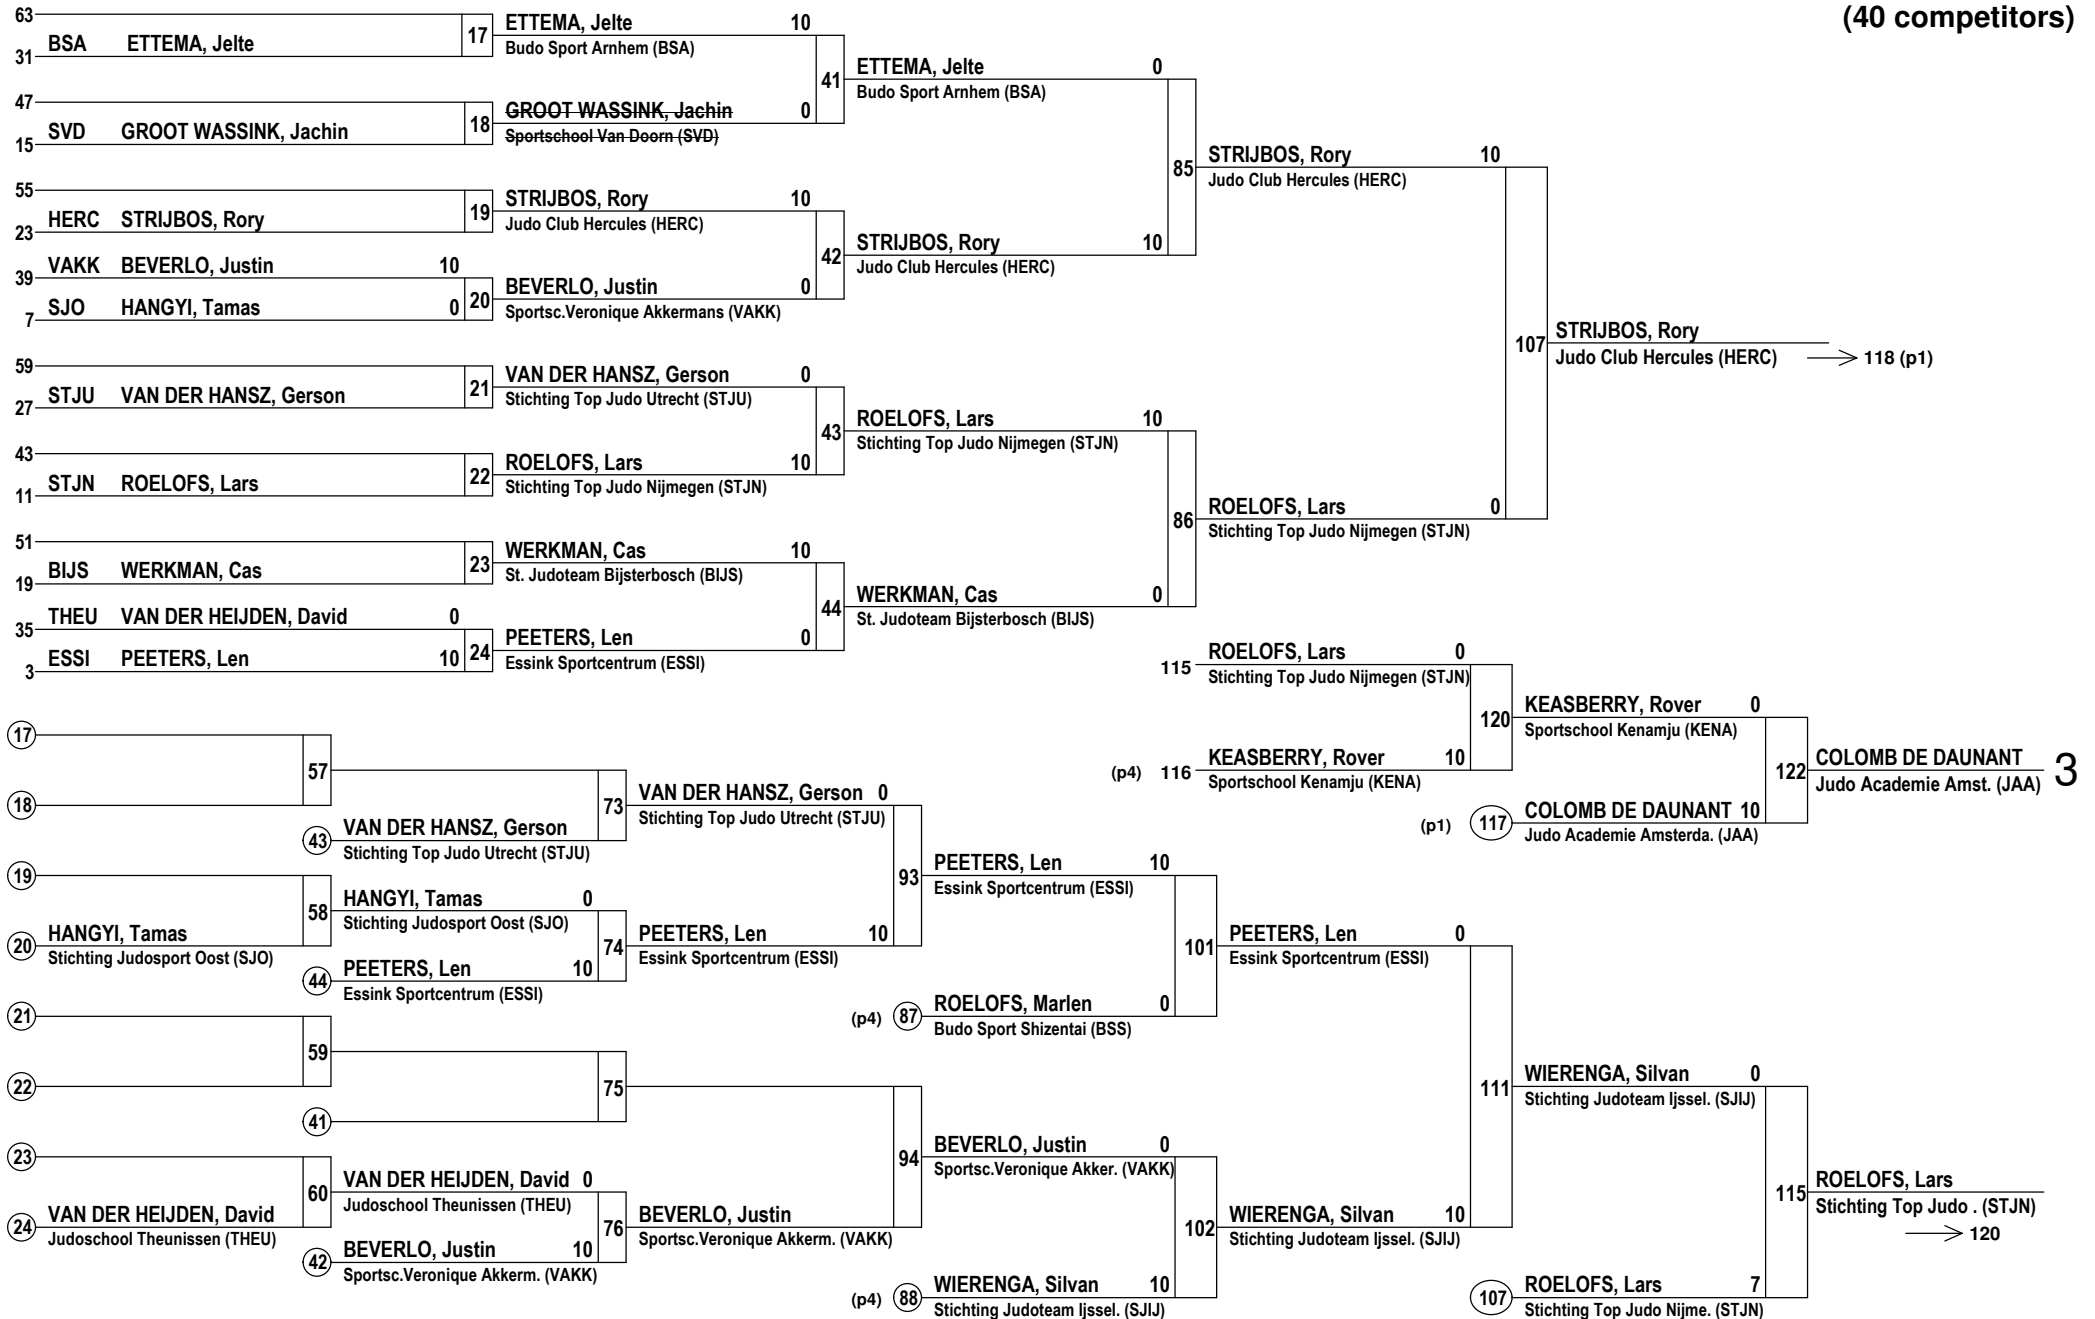 (40 competitors)
63
BSA ETTEMA, Jelte
31
17
ETTEMA, Jelte 10
Budo Sport Arnhem (BSA)
47
SVD GROOT WASSINK, Jachin
15
18
GROOT WASSINK, Jachin 0
Sportschool Van Doorn (SVD)
41
ETTEMA, Jelte 0
Budo Sport Arnhem (BSA)
55
HERC STRIJBOS, Rory
23
19
STRIJBOS, Rory 10
Judo Club Hercules (HERC)
VAKK BEVERLO, Justin 10
39
SJO HANGYI, Tamas 0
7
20
BEVERLO, Justin 0
Sportsc.Veronique Akkermans (VAKK)
42
STRIJBOS, Rory 10
Judo Club Hercules (HERC)
85
STRIJBOS, Rory 10
Judo Club Hercules (HERC)
59
STJU VAN DER HANSZ, Gerson
27
21
VAN DER HANSZ, Gerson 0
Stichting Top Judo Utrecht (STJU)
43
STJN ROELOFS, Lars
11
22
ROELOFS, Lars 10
Stichting Top Judo Nijmegen (STJN)
43
ROELOFS, Lars 10
Stichting Top Judo Nijmegen (STJN)
51
BIJS WERKMAN, Cas
19
23
WERKMAN, Cas 10
St. Judoteam Bijsterbosch (BIJS)
THEU VAN DER HEIJDEN, David 0
35
ESSI PEETERS, Len 10
3
24
PEETERS, Len 0
Essink Sportcentrum (ESSI)
44
WERKMAN, Cas 0
St. Judoteam Bijsterbosch (BIJS)
86
ROELOFS, Lars 0
Stichting Top Judo Nijmegen (STJN)
107
STRIJBOS, Rory
Judo Club Hercules (HERC) 118 (p1)
115
ROELOFS, Lars 0
Stichting Top Judo Nijmegen (STJN)
(p4) 116
KEASBERRY, Rover 10
Sportschool Kenamju (KENA)
120
KEASBERRY, Rover 0
Sportschool Kenamju (KENA)
(p1) 117
COLOMB DE DAUNANT 10
Judo Academie Amsterda. (JAA)
122
COLOMB DE DAUNANT
Judo Academie Amst. (JAA)
3
17
18
57
43
VAN DER HANSZ, Gerson
Stichting Top Judo Utrecht (STJU)
73
VAN DER HANSZ, Gerson 0
Stichting Top Judo Utrecht (STJU)
19
20
HANGYI, Tamas
Stichting Judosport Oost (SJO)
58
HANGYI, Tamas 0
Stichting Judosport Oost (SJO)
44
PEETERS, Len 10
Essink Sportcentrum (ESSI)
74
PEETERS, Len 10
Essink Sportcentrum (ESSI)
93
PEETERS, Len 10
Essink Sportcentrum (ESSI)
(p4) 87
ROELOFS, Marlen 0
Budo Sport Shizentai (BSS)
101
PEETERS, Len 0
Essink Sportcentrum (ESSI)
21
22
59
41
75
23
24
VAN DER HEIJDEN, David
Judoschool Theunissen (THEU)
60
VAN DER HEIJDEN, David 0
Judoschool Theunissen (THEU)
42
BEVERLO, Justin 10
Sportsc.Veronique Akkerm. (VAKK)
76
BEVERLO, Justin
Sportsc.Veronique Akkerm. (VAKK)
94
BEVERLO, Justin 0
Sportsc.Veronique Akker. (VAKK)
(p4) 88
WIERENGA, Silvan 10
Stichting Judoteam Ijssel. (SJIJ)
102
WIERENGA, Silvan 10
Stichting Judoteam Ijssel. (SJIJ)
111
WIERENGA, Silvan 0
Stichting Judoteam Ijssel. (SJIJ)
107
ROELOFS, Lars 7
Stichting Top Judo Nijme. (STJN)
115
ROELOFS, Lars
Stichting Top Judo . (STJN)
120